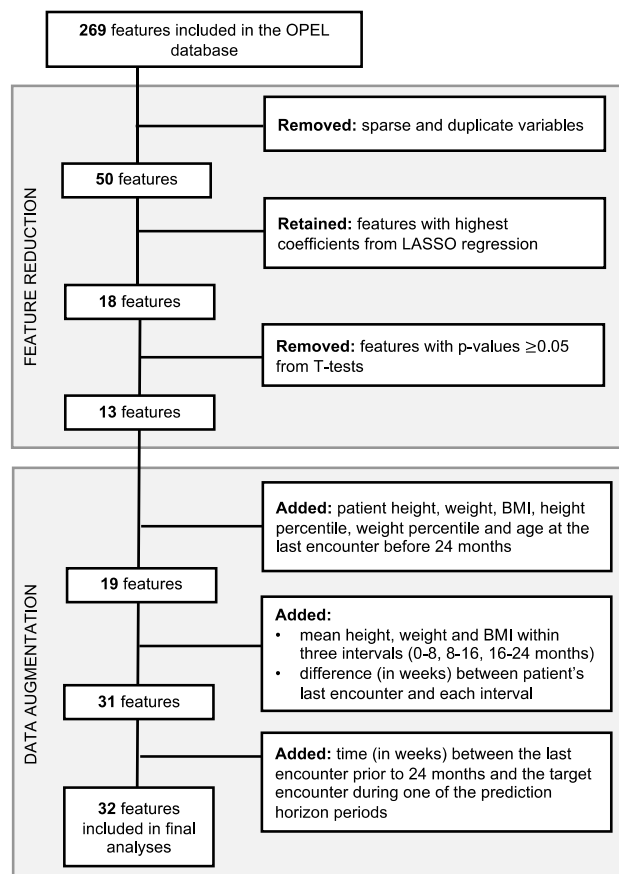 269 features included in the OPEL
database
FEATURE REDUCTION
Removed: sparse and duplicate variables
50 features
Retained: features with highest
coefficients from LASSO regression
18 features
Removed: features with p-values ≥0.05
from T-tests
13 features
DATA AUGMENTATION
Added: patient height, weight, BMI, height
percentile, weight percentile and age at the
last encounter before 24 months
19 features
Added:
• mean height, weight and BMI within
three intervals (0-8, 8-16, 16-24 months)
• difference (in weeks) between patient's
last encounter and each interval
31 features
Added: time (in weeks) between the last
encounter prior to 24 months and the target
encounter during one of the prediction
horizon periods
32 features
included in final
analyses